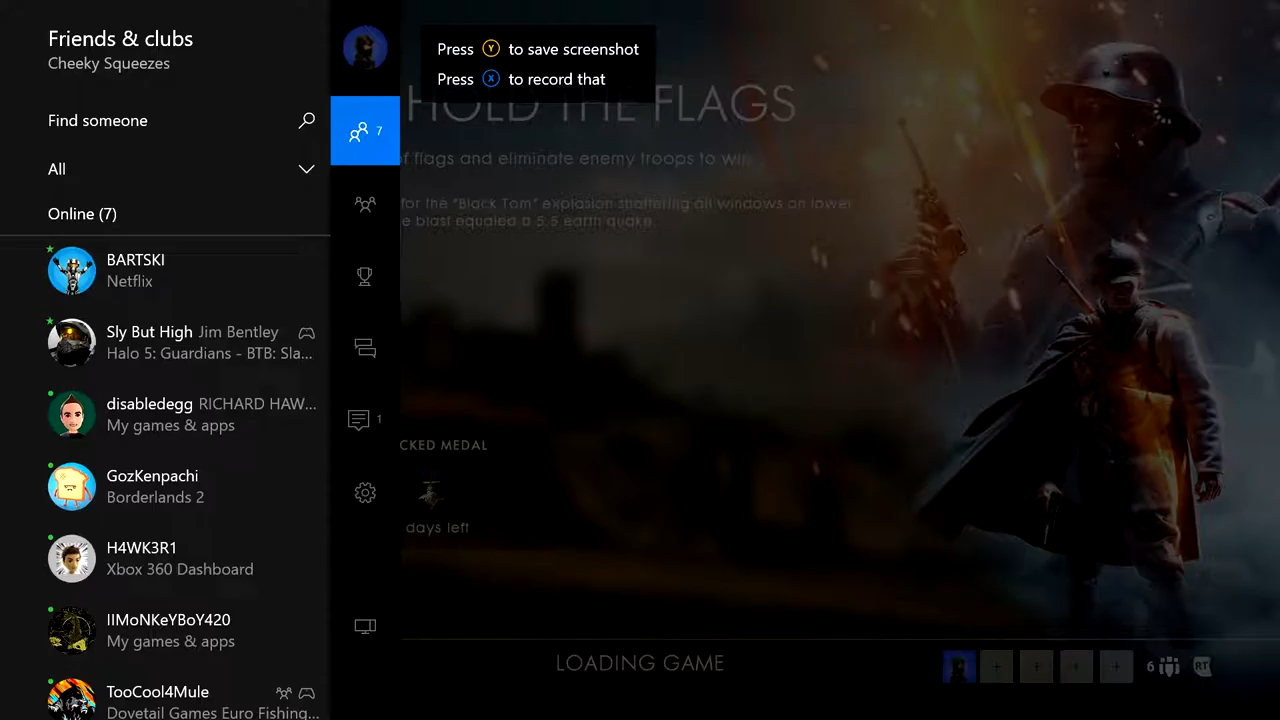 Friends & clubs
Cheeky Squeezes
Find someone
All
Online (7)
BARTSKI
Netflix
Sly But High Jim Bentley
Halo 5: Guardians - BTB: Sla...
disabledegg RICHARD HAW...
My games & apps
GozKenpachi
Borderlands 2
H4WK3R1
Xbox 360 Dashboard
IIMoNKeYBoY420
My games & apps
TooCool4Mule
Dovetail Games Euro Fishing...
7
1
Press Y to save screenshot
Press X to record that
HOLD THE FLAGS
of flags and eliminate enemy troops to win
for the "Black Tom" explosion shattering all windows on lower
e blast equaled a 5.5 earth quake.
CKED MEDAL
days left
LOADING GAME
6
RT